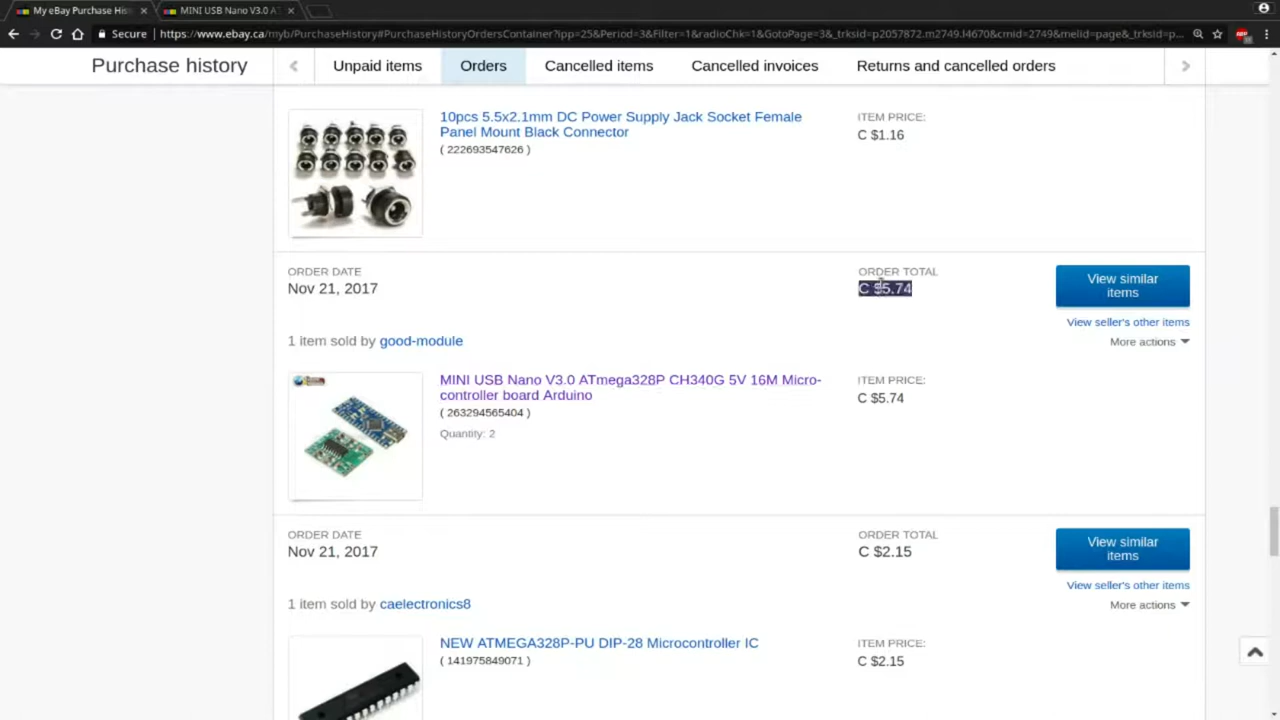 My eBay Purchase His
MINI USB Nano V3.0 AT
Secure
https://www.ebay.ca/myb/PurchaseHistory#PurchaseHistoryOrdersContainer?ipp=25&Period=3&Filter=1&radioChk=1&GotoPage=3&_trksid=p2057872.m2749.l4670&cmid=2749&melid=page&_trksid=p...
Purchase history
Unpaid items
Orders
Cancelled items
Cancelled invoices
Returns and cancelled orders
10pcs 5.5x2.1mm DC Power Supply Jack Socket Female
Panel Mount Black Connector
( 222693547626 )
ITEM PRICE:
C $1.16
ORDER DATE
Nov 21, 2017
ORDER TOTAL
C $5.74
View similar
items
View seller's other items
More actions
1 item sold by good-module
MINI USB Nano V3.0 ATmega328P CH340G 5V 16M Micro-
controller board Arduino
( 263294565404 )
Quantity: 2
ITEM PRICE:
C $5.74
ORDER DATE
Nov 21, 2017
ORDER TOTAL
C $2.15
View similar
items
View seller's other items
More actions
1 item sold by caelectronics8
NEW ATMEGA328P-PU DIP-28 Microcontroller IC
( 141975849071 )
ITEM PRICE:
C $2.15